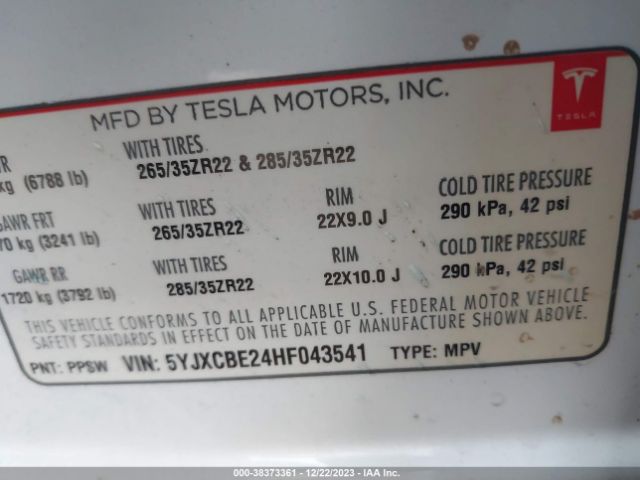 MFD BY TESLA MOTORS, INC.
TESLA
WITH TIRES
kg (6788 lb) 265/35ZR22 & 285/35ZR22
GAWR FRT WITH TIRES RIM COLD TIRE PRESSURE
70 kg (3241 lb) 265/35ZR22 22X9.0 J 290 kPa, 42 psi
GAWR RR WITH TIRES RIM COLD TIRE PRESSURE
1720 kg (3792 lb) 285/35ZR22 22X10.0 J 290 kPa, 42 psi
THIS VEHICLE CONFORMS TO ALL APPLICABLE U.S. FEDERAL MOTOR VEHICLE
SAFETY STANDARDS IN EFFECT ON THE DATE OF MANUFACTURE SHOWN ABOVE.
PNT: PPSW VIN: 5YJXCBE24HF043541 TYPE: MPV
© 38373361 - 12/22/2023 - IAA Inc.